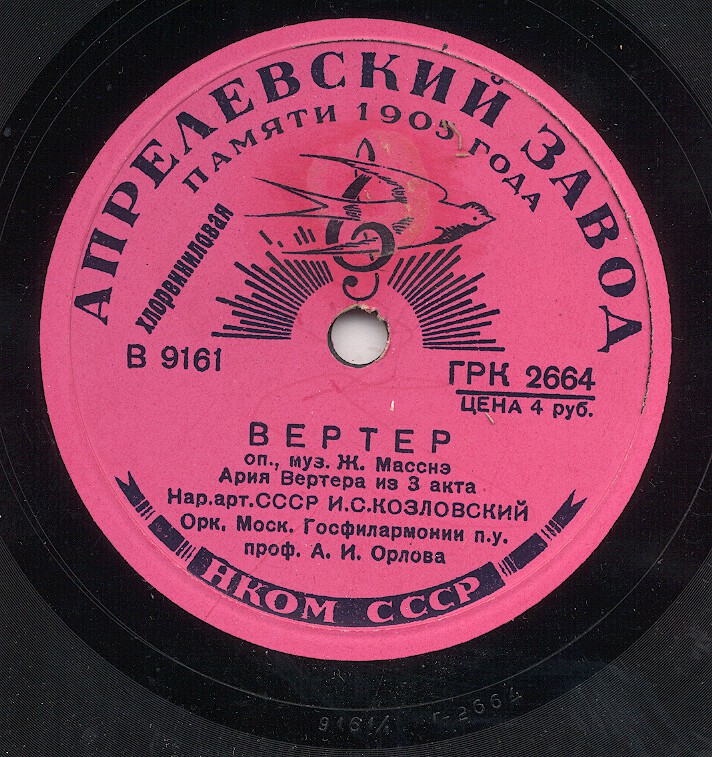 АПРЕЛЕВСКИЙ ЗАВОД
ПАМЯТИ 1905 ГОДА
хлорвиниловая
В 9161
ГРК 2664
ЦЕНА 4 руб.
ВЕРТЕР
оп., муз. Ж. Масснэ
Ария Вертера из 3 акта
Нар.арт.СССР И.С.КОЗЛОВСКИЙ
Орк. Моск. Госфилармонии п.у.
проф. А. И. Орлова
НКОМ СССР
9161/ Г-2664